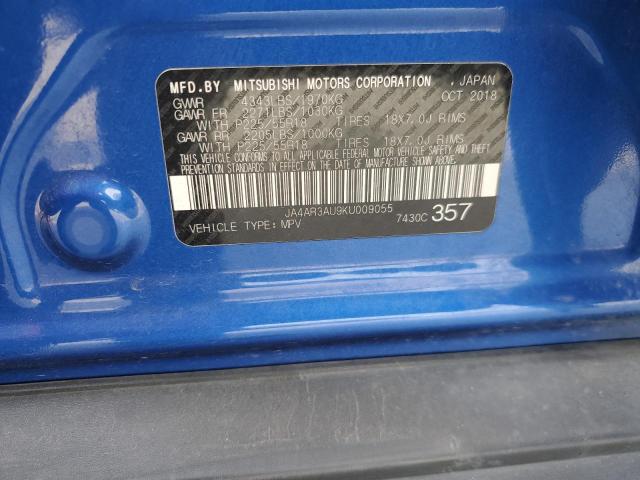 MFD.BY MITSUBISHI MOTORS CORPORATION , JAPAN
GVWR 4343LBS/1970KG OCT 2018
GAWR FR 2271LBS/1030KG
WITH P225/55R18 TIRES 18X7.0J RIMS
GAWR RR 2205LBS/1000KG
WITH P225/55R18 TIRES 18X7.0J RIMS
THIS VEHICLE CONFORMS TO ALL APPLICABLE FEDERAL MOTOR VEHICLE SAFETY AND THEFT
PREVENTION STANDARDS IN EFFECT ON THE DATE OF MANUFACTURE SHOWN ABOVE.
JA4AR3AU9KU009055
VEHICLE TYPE: MPV 7430C 357